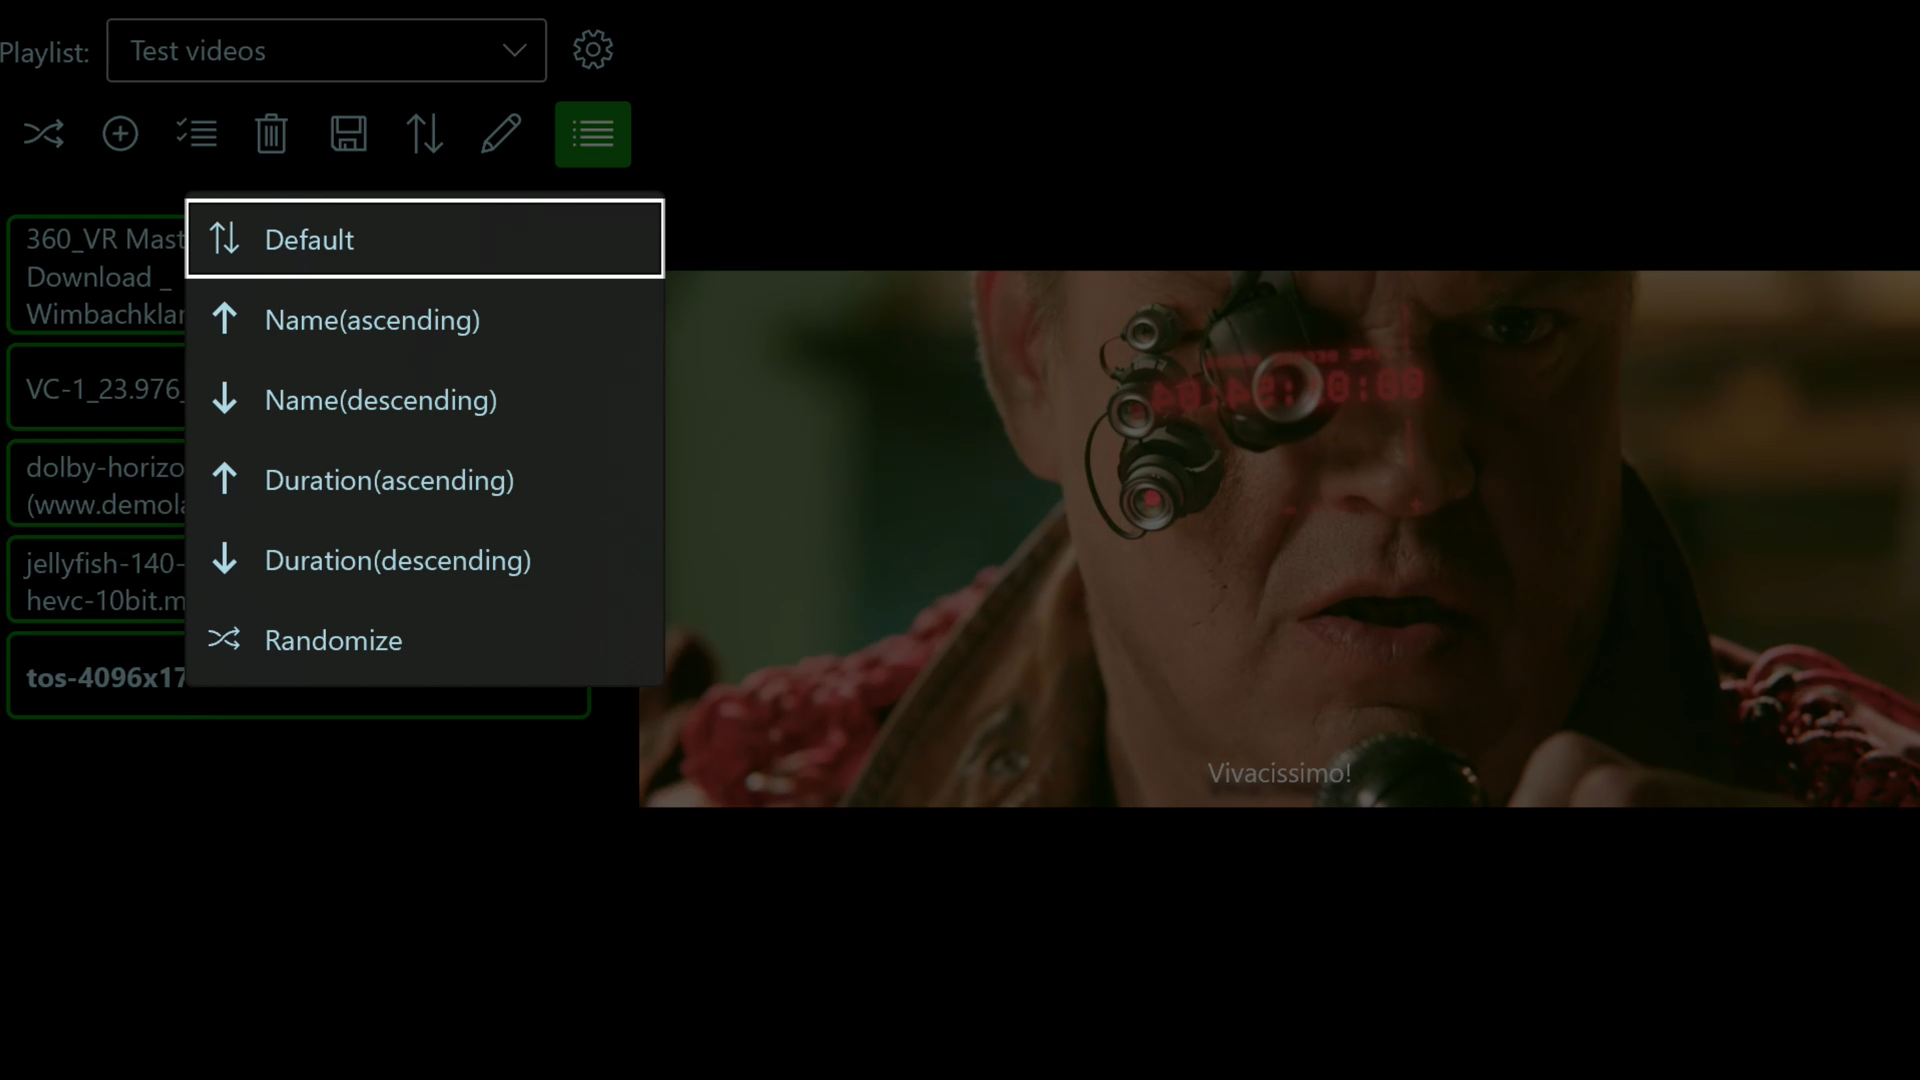 Playlist:
Test videos
Default
Name(ascending)
Name(descending)
Duration(ascending)
Duration(descending)
Randomize
360_VR Mast
Download _
Wimbachklar
VC-1_23.976_
dolby-horizo
(www.demola
jellyfish-140-
hevc-10bit.m
tos-4096x17
Vivacissimo!